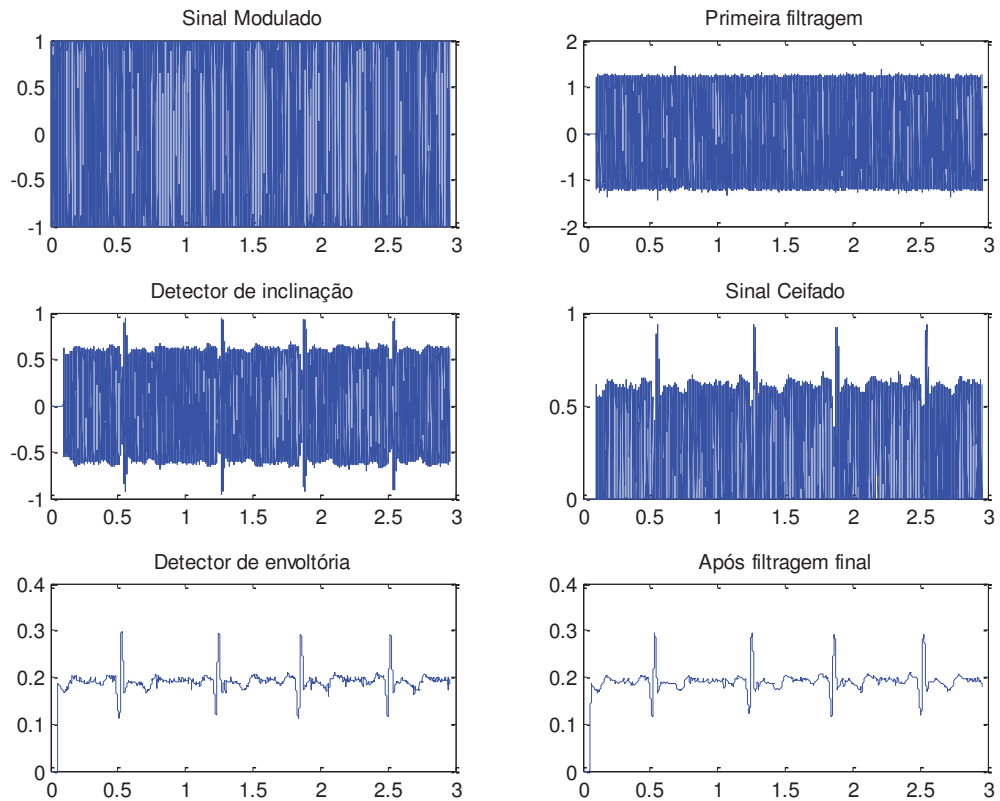 Sinal Modulado
1
0.5
0
-0.5
-1
0 0.5 1 1.5 2 2.5 3
Primeira filtragem
2
1
0
-1
-2
0 0.5 1 1.5 2 2.5 3
Detector de inclinação
1
0.5
0
-0.5
-1
0 0.5 1 1.5 2 2.5 3
Sinal Ceifado
1
0.5
0
0 0.5 1 1.5 2 2.5 3
Detector de envoltória
0.4
0.3
0.2
0.1
0
0 0.5 1 1.5 2 2.5 3
Após filtragem final
0.4
0.3
0.2
0.1
0
0 0.5 1 1.5 2 2.5 3